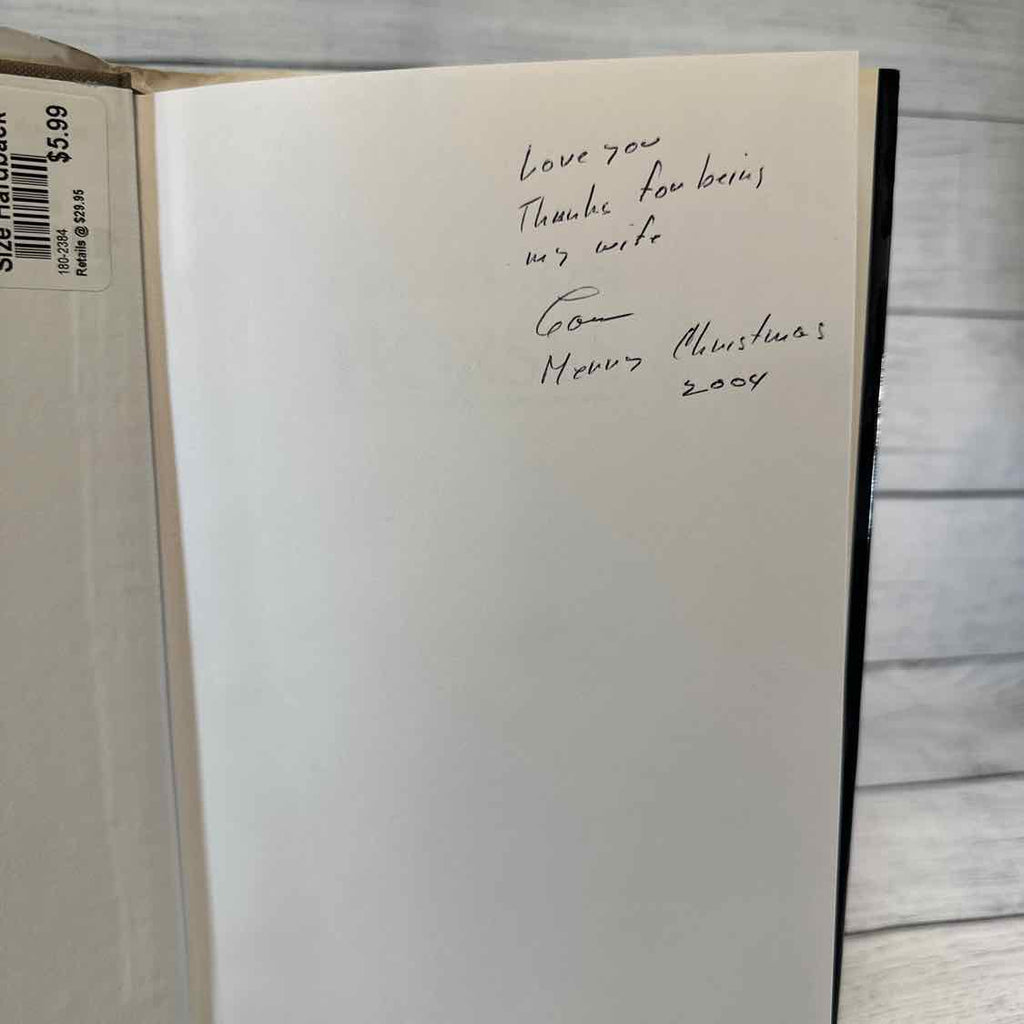 Size Hardback
$5.99
180-2384
Retails @ $29.95
Love you
Thanks for being
my wife
Merry Christmas
2004